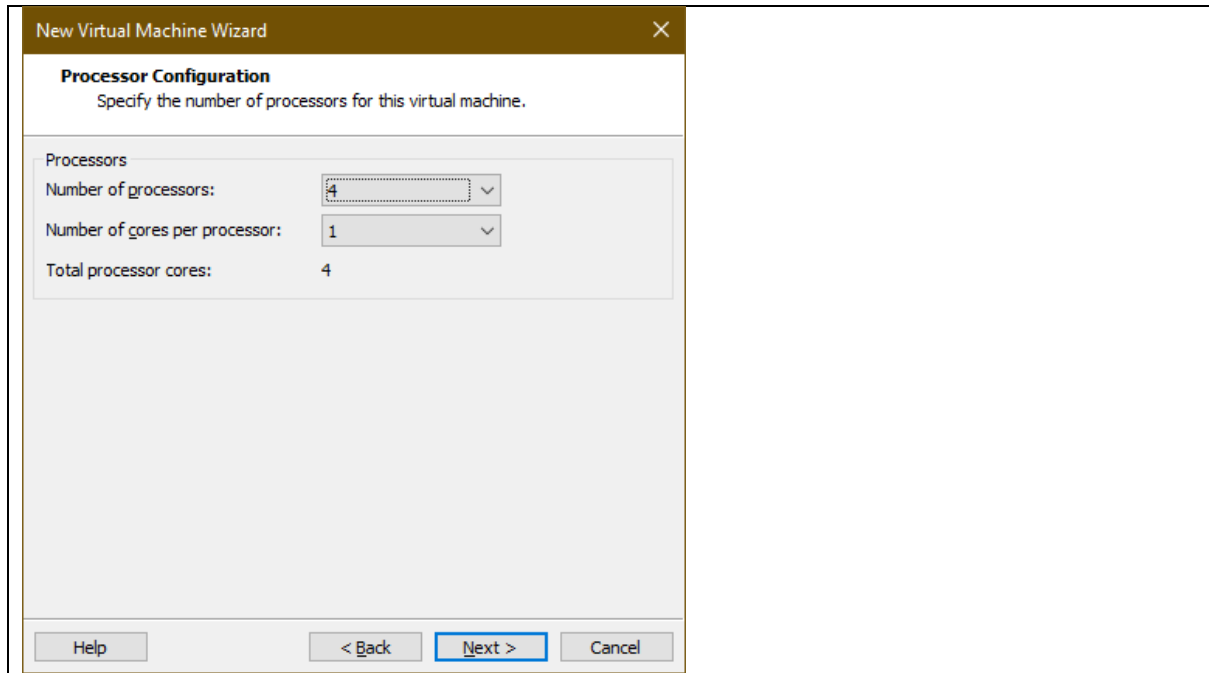 New Virtual Machine Wizard
Processor Configuration
Specify the number of processors for this virtual machine.
Processors
Number of processors: 4
Number of cores per processor: 1
Total processor cores: 4
Help < Back Next > Cancel